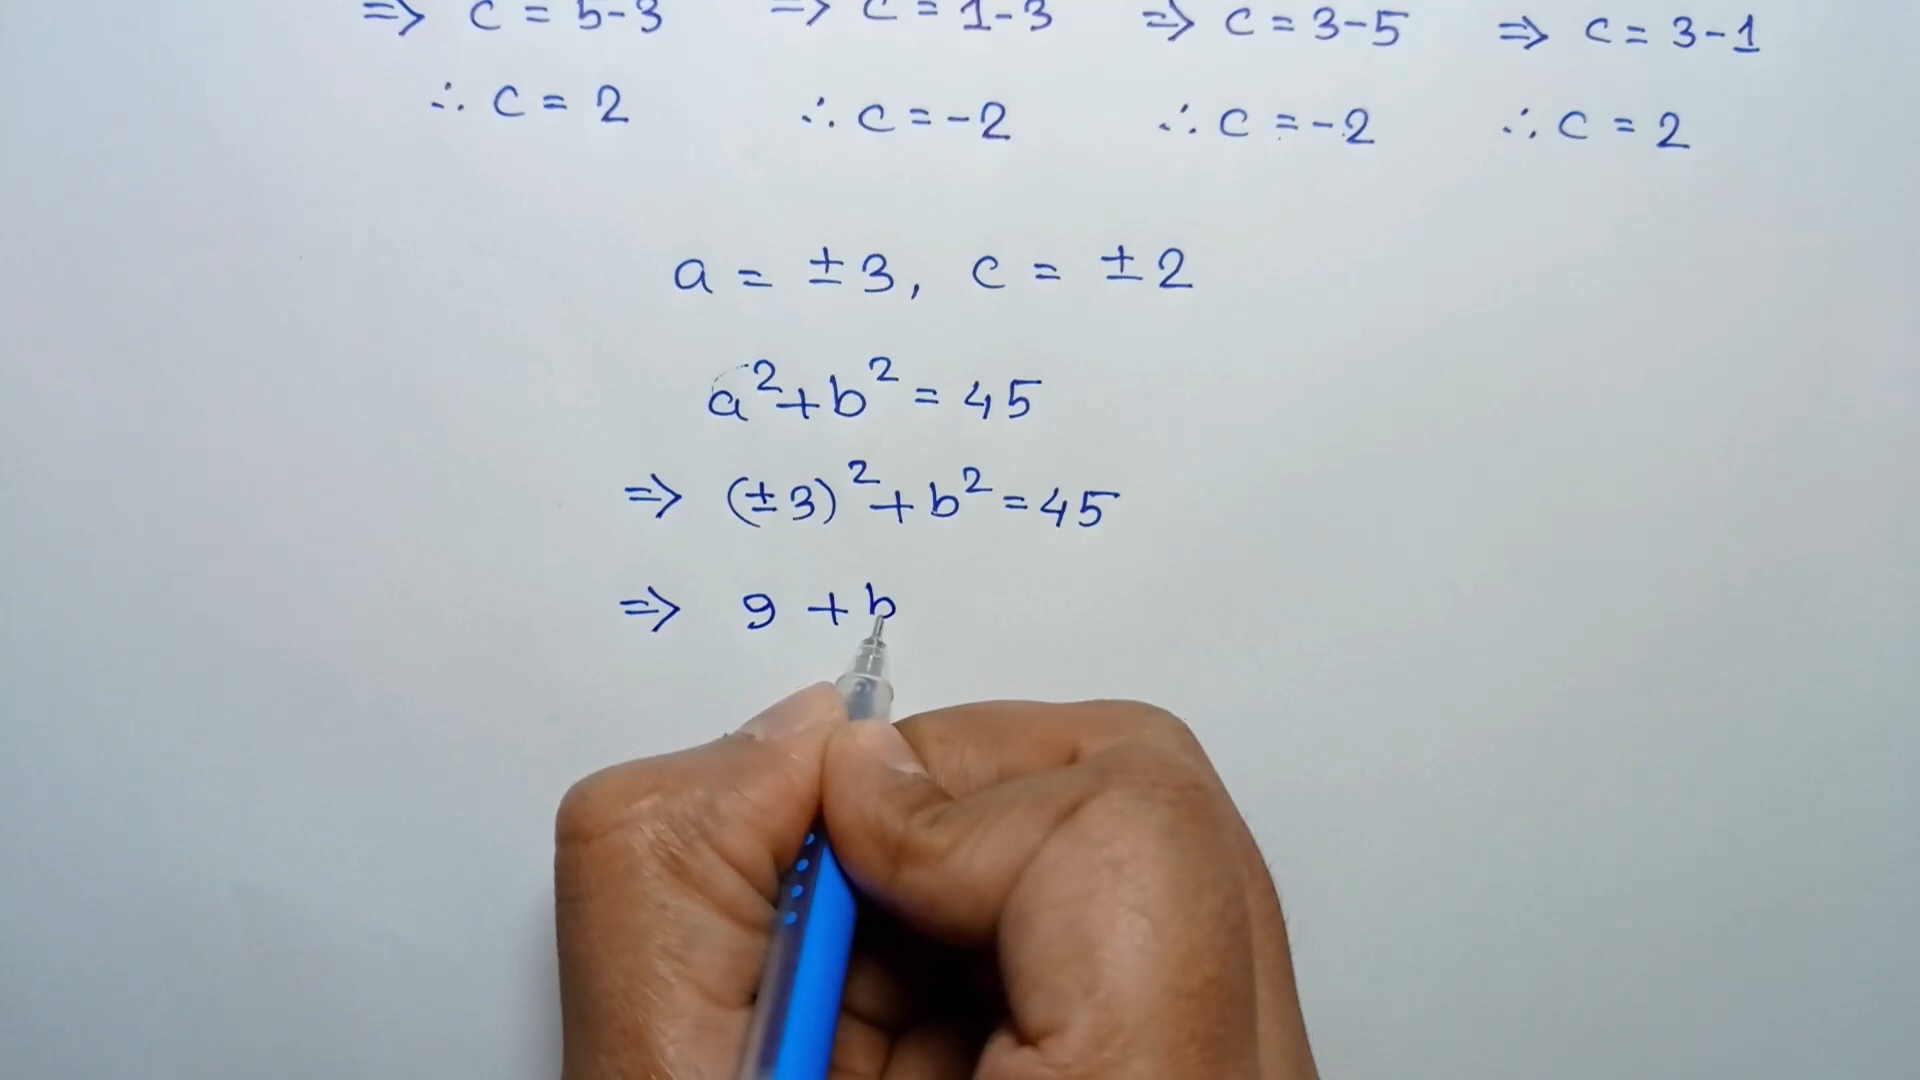 ⇒ c = 5-3 ⇒ c = 1-3 ⇒ c = 3-5 ⇒ c = 3-1
∴ c = 2 ∴ c = -2 ∴ c = -2 ∴ c = 2
a = ±3, c = ±2
a²+b² = 45
⇒ (±3)²+b² = 45
⇒ 9 + b